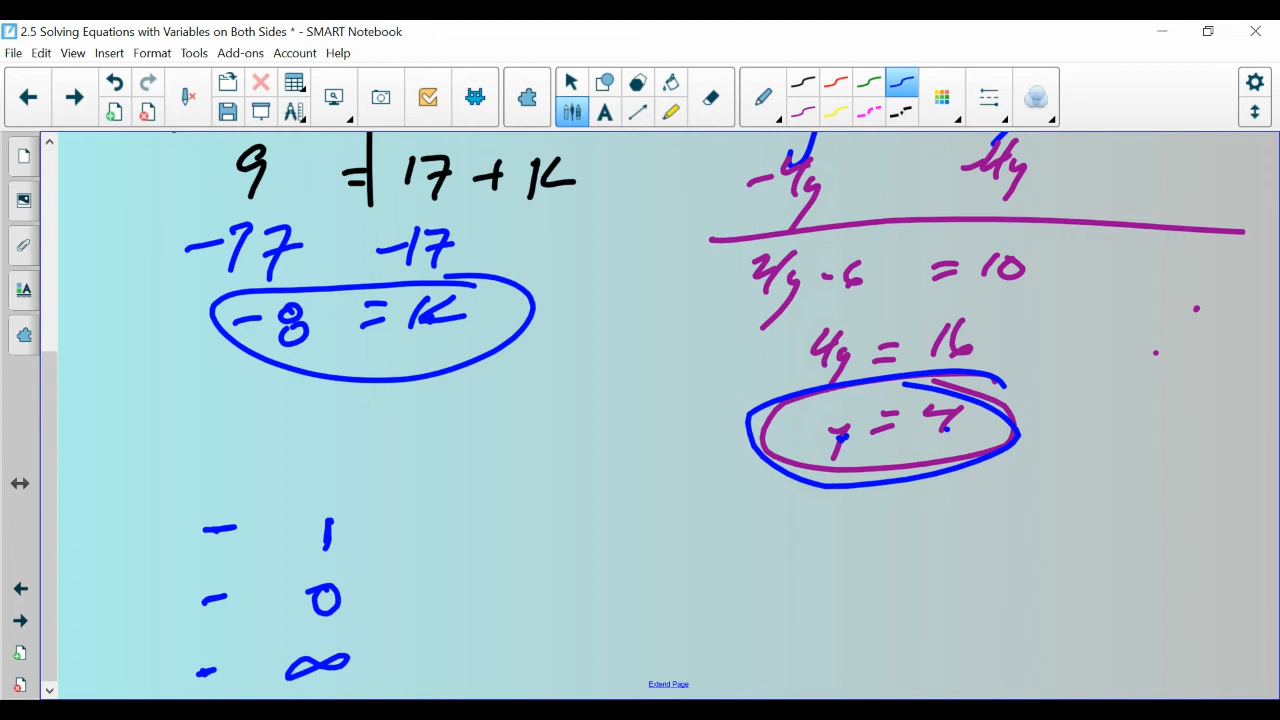 2.5 Solving Equations with Variables on Both Sides * - SMART Notebook
File Edit View Insert Format Tools Add-ons Account Help
9 = 17 + k
-17 -17
-8 = k
- 1
- 0
- ∞
-4y -4y
4y - 6 = 10
4y = 16
y = 4
Extend Page